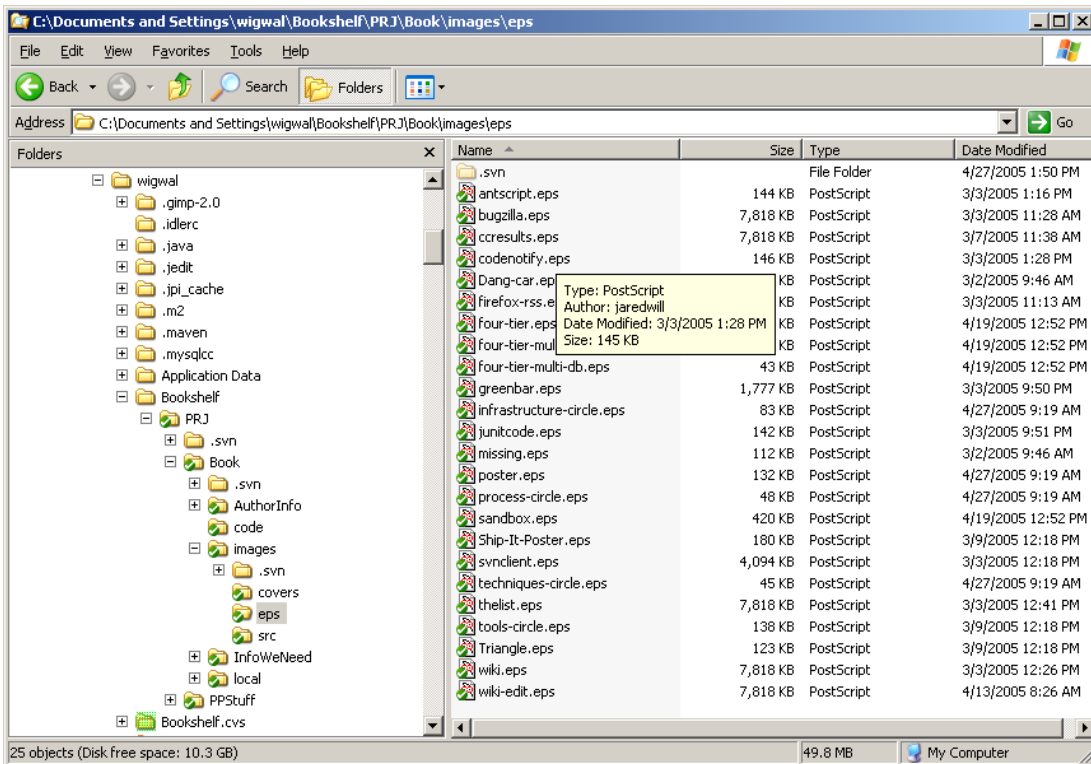 C:\Documents and Settings\wigwal\Bookshelf\PRJ\Book\images\eps
File Edit View Favorites Tools Help
Back Search Folders
Address C:\Documents and Settings\wigwal\Bookshelf\PRJ\Book\images\eps Go
Folders x
wigwal
.gimp-2.0
.idlerc
.java
.jedit
.jpi_cache
.m2
.maven
.mysqlcc
Application Data
Bookshelf
PRJ
.svn
Book
.svn
AuthorInfo
code
images
.svn
covers
eps
src
InfoWeNeed
local
PPStuff
Bookshelf.cvs
Name Size Type Date Modified
.svn File Folder 4/27/2005 1:50 PM
antscript.eps 144 KB PostScript 3/3/2005 1:16 PM
bugzilla.eps 7,818 KB PostScript 3/3/2005 11:28 AM
ccresults.eps 7,818 KB PostScript 3/7/2005 11:38 AM
codenotify.eps 146 KB PostScript 3/3/2005 1:28 PM
Dang-car.ep KB PostScript 3/2/2005 9:46 AM
firefox-rss.e KB PostScript 3/3/2005 11:13 AM
four-tier.eps KB PostScript 4/19/2005 12:52 PM
four-tier-mul KB PostScript 4/19/2005 12:52 PM
four-tier-multi-db.eps 43 KB PostScript 4/19/2005 12:52 PM
greenbar.eps 1,777 KB PostScript 3/3/2005 9:50 PM
infrastructure-circle.eps 83 KB PostScript 4/27/2005 9:19 AM
junitcode.eps 142 KB PostScript 3/3/2005 9:51 PM
missing.eps 112 KB PostScript 3/2/2005 9:46 AM
poster.eps 132 KB PostScript 4/27/2005 9:19 AM
process-circle.eps 48 KB PostScript 4/27/2005 9:19 AM
sandbox.eps 420 KB PostScript 4/19/2005 12:52 PM
Ship-It-Poster.eps 180 KB PostScript 3/9/2005 12:18 PM
svnclient.eps 4,094 KB PostScript 3/3/2005 12:18 PM
techniques-circle.eps 45 KB PostScript 4/27/2005 9:19 AM
thelist.eps 7,818 KB PostScript 3/3/2005 12:41 PM
tools-circle.eps 138 KB PostScript 3/9/2005 12:18 PM
Triangle.eps 123 KB PostScript 3/9/2005 12:18 PM
wiki.eps 7,818 KB PostScript 3/3/2005 12:26 PM
wiki-edit.eps 7,818 KB PostScript 4/13/2005 8:26 AM
Type: PostScript
Author: jaredwill
Date Modified: 3/3/2005 1:28 PM
Size: 145 KB
25 objects (Disk free space: 10.3 GB) 49.8 MB My Computer